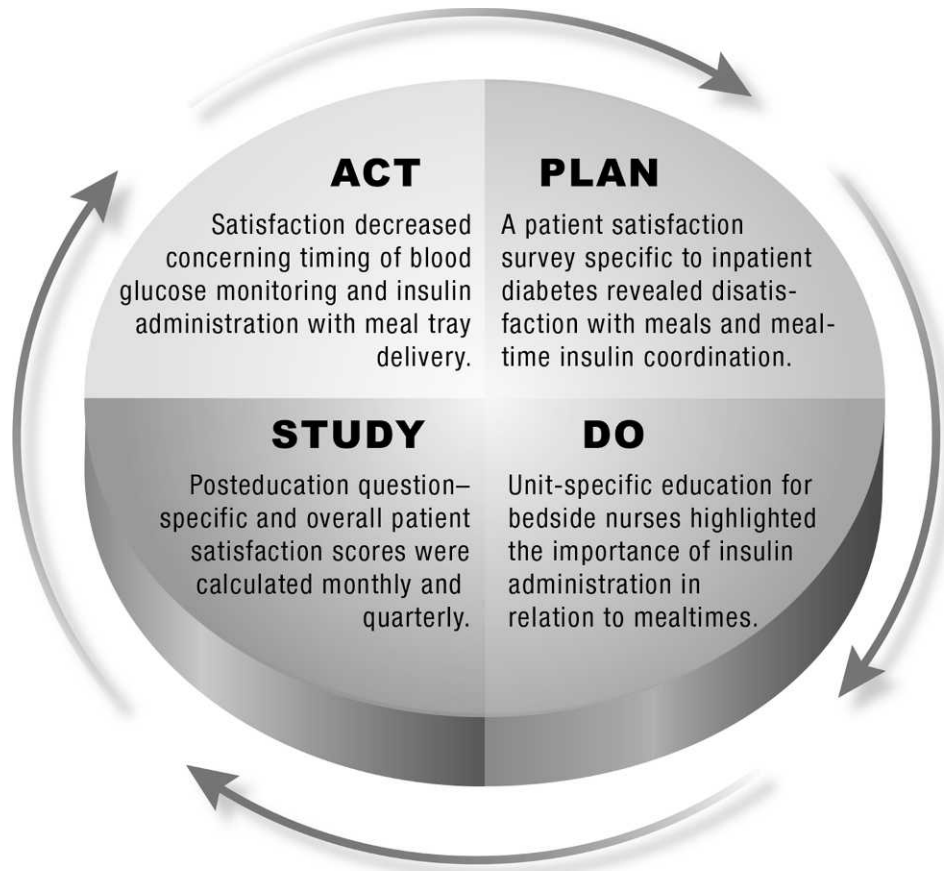 ACT
Satisfaction decreased
concerning timing of blood
glucose monitoring and insulin
administration with meal tray
delivery.
PLAN
A patient satisfaction
survey specific to inpatient
diabetes revealed disatis-
faction with meals and meal-
time insulin coordination.
STUDY
Posteducation question–
specific and overall patient
satisfaction scores were
calculated monthly and
quarterly.
DO
Unit-specific education for
bedside nurses highlighted
the importance of insulin
administration in
relation to mealtimes.